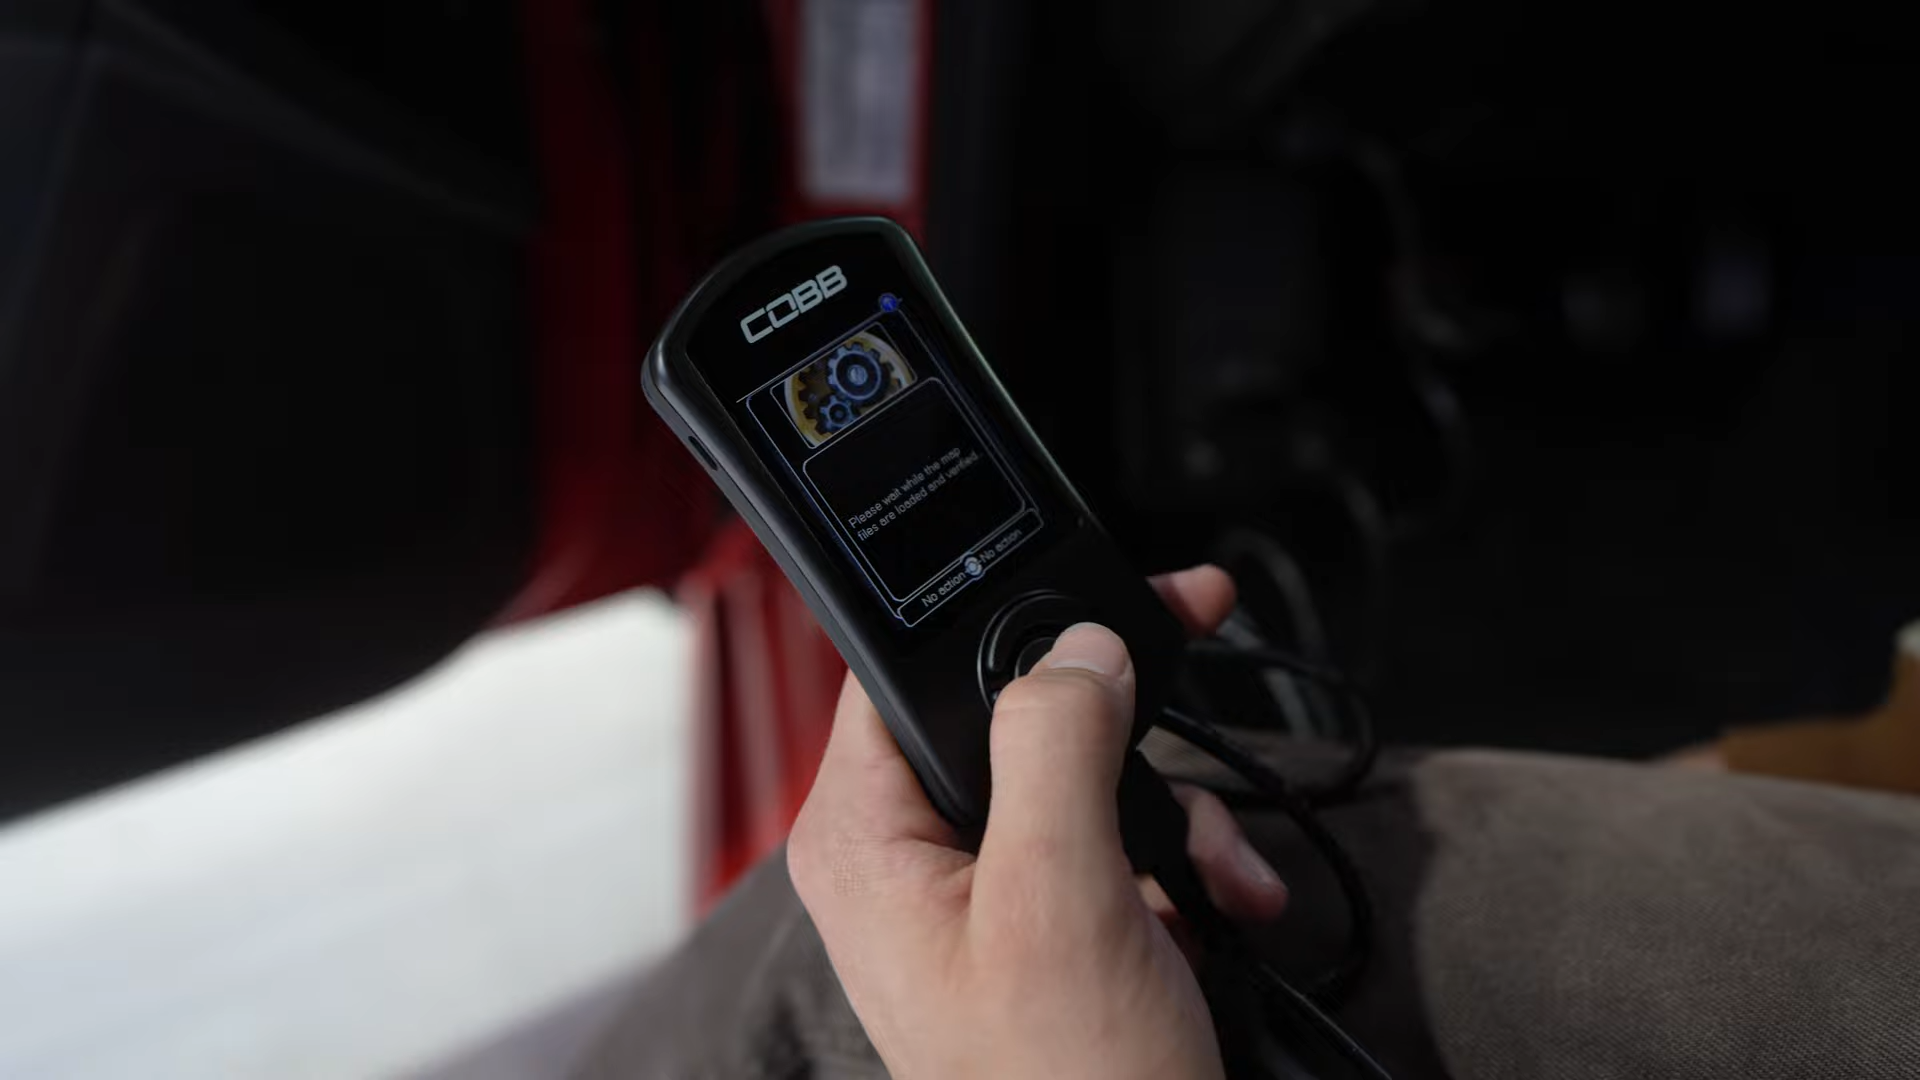 COBB
Please wait while the map
files are loaded and verified...
No action
No action